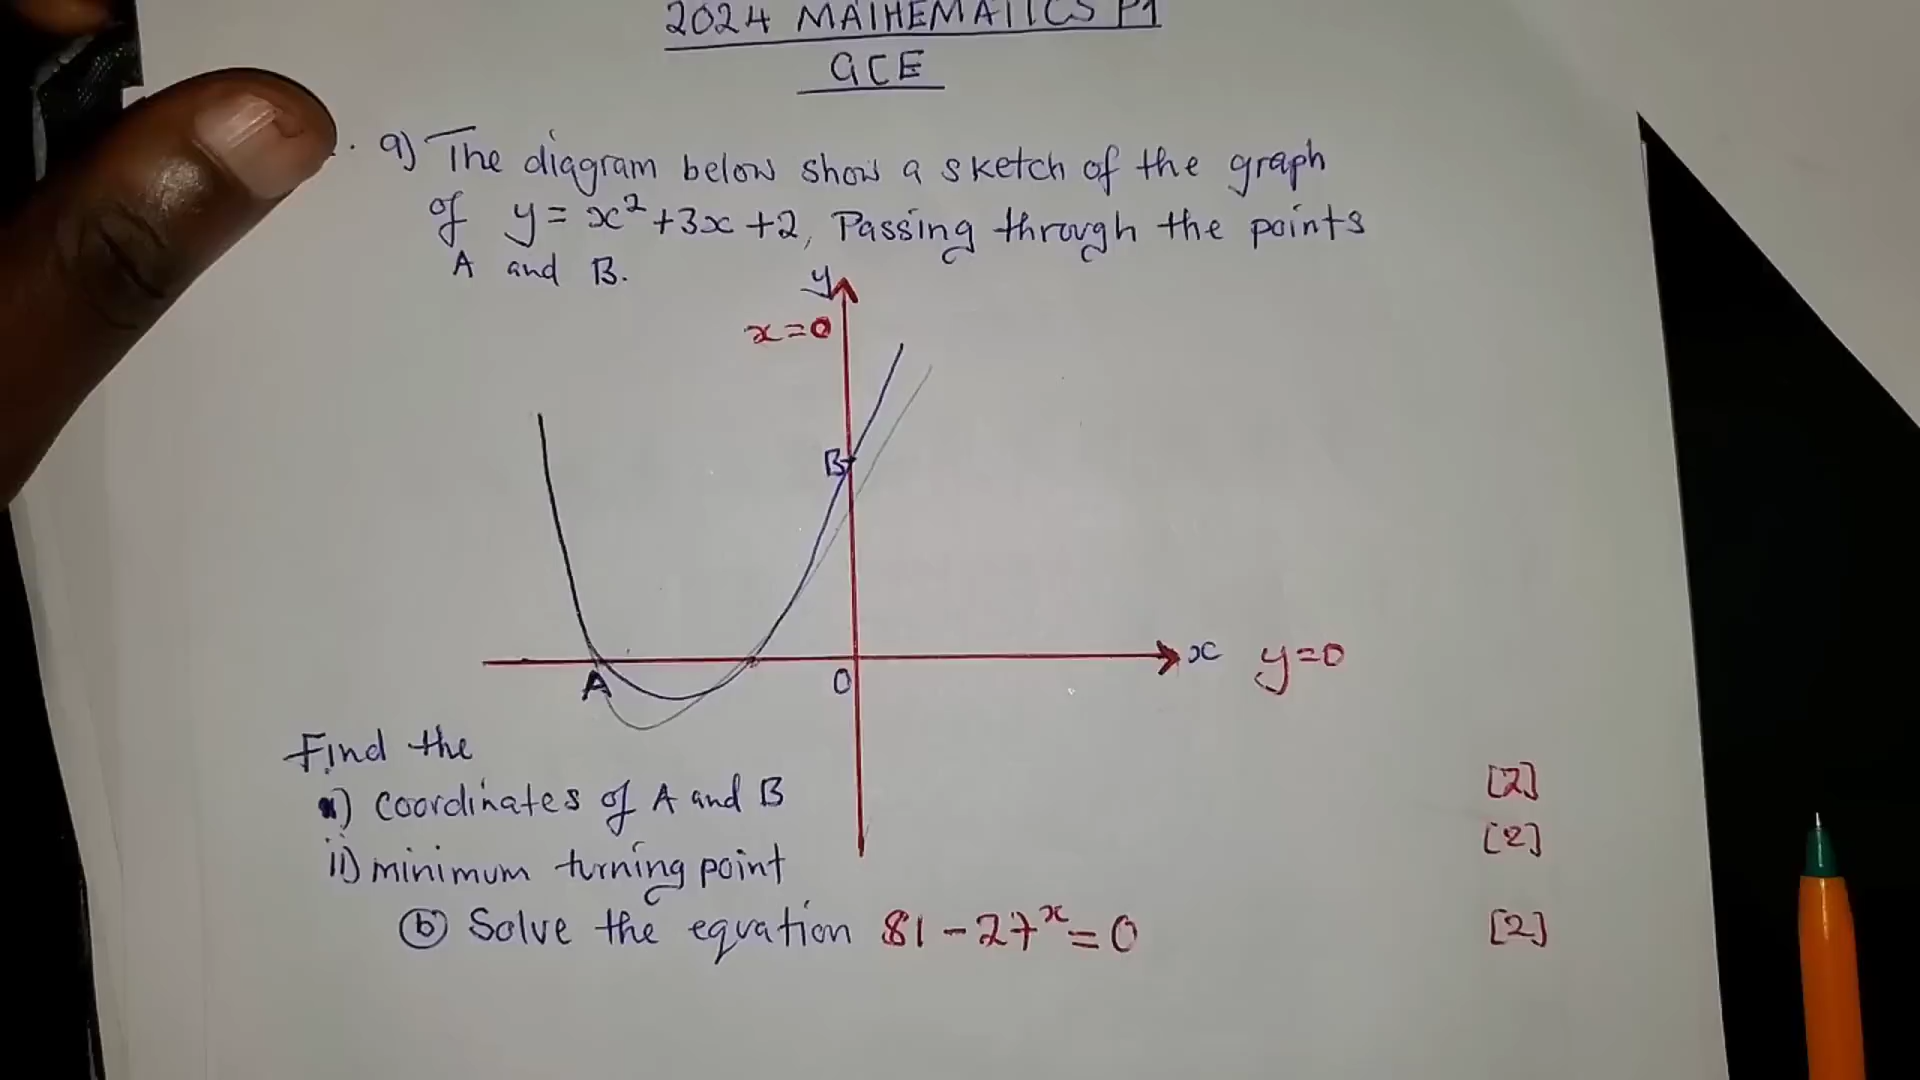 2024 MATHEMATICS P1
GCE
a) The diagram below show a sketch of the graph
of y = x² + 3x + 2, Passing through the points
A and B.
y
x=0
B
A
O
x y=0
Find the
i) coordinates of A and B [2]
ii) minimum turning point [2]
b Solve the equation 81 - 27ˣ = 0 [2]